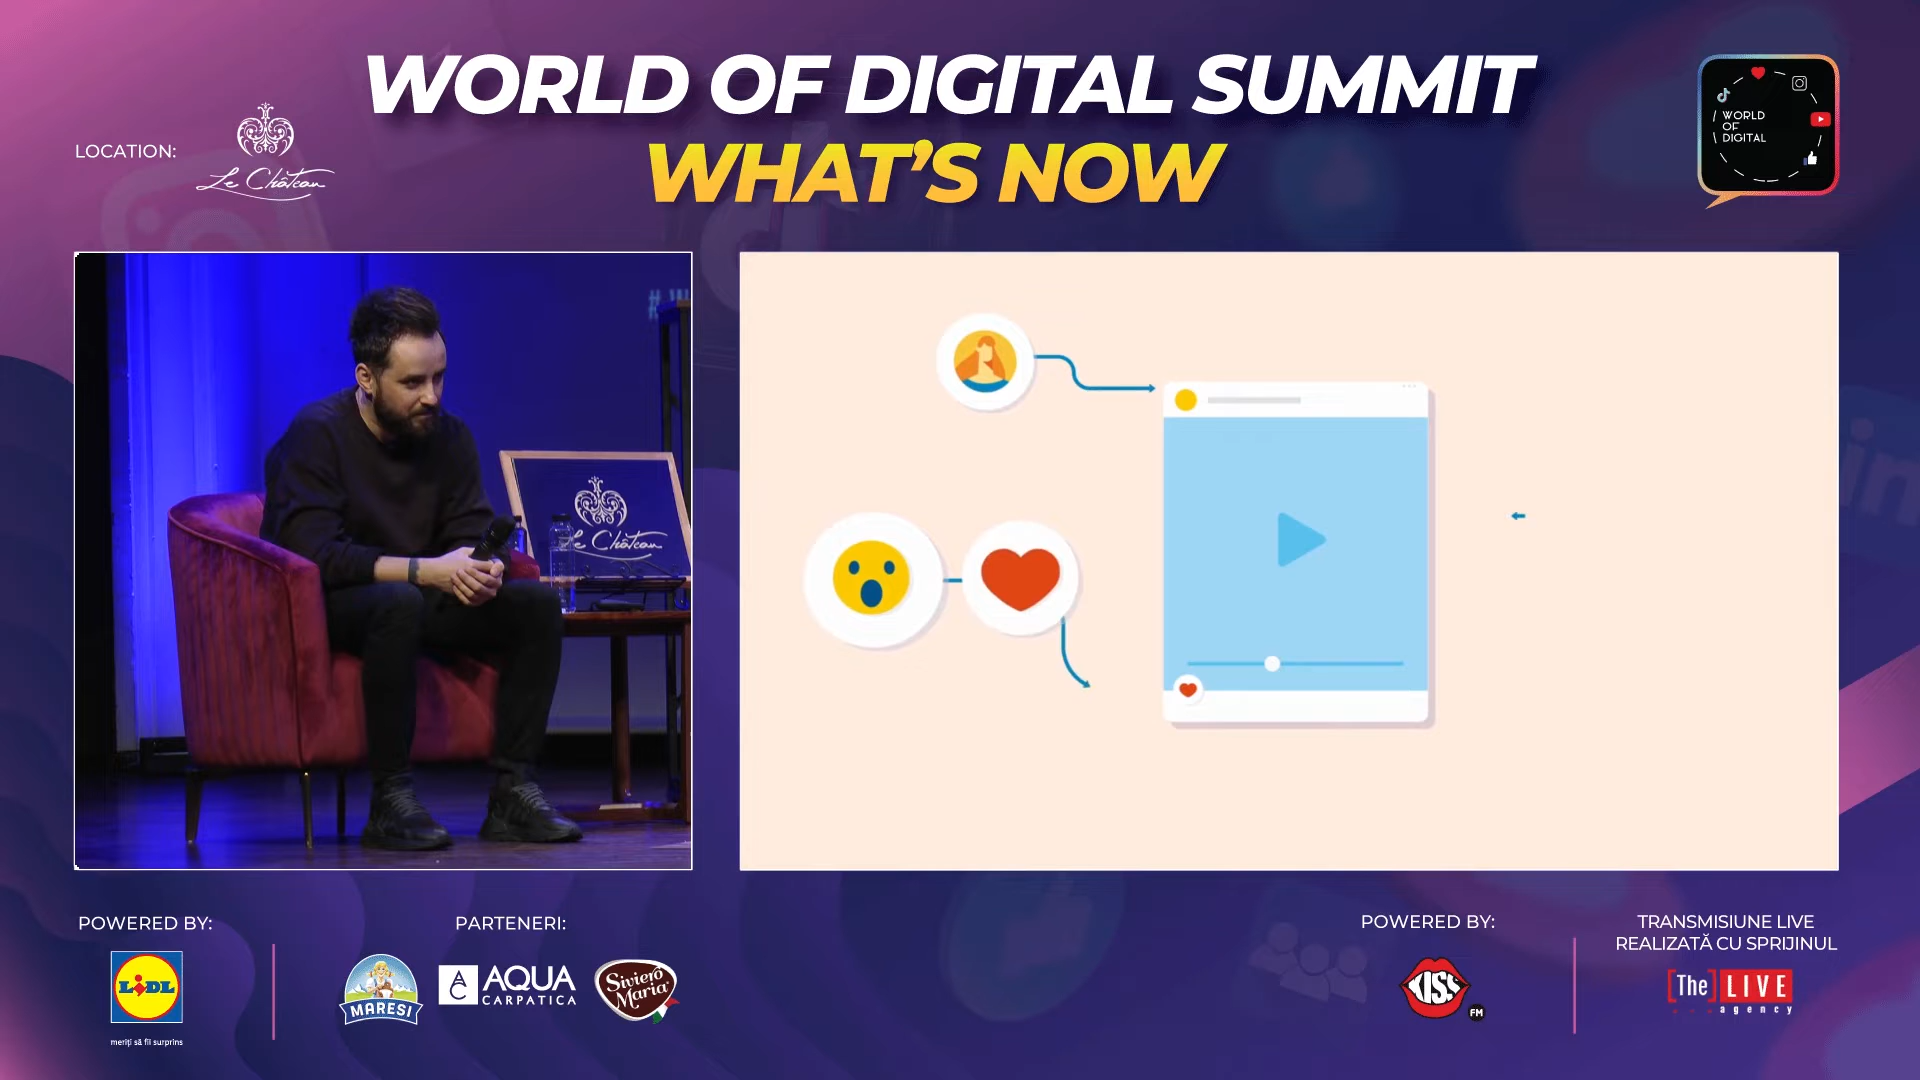 WORLD OF DIGITAL SUMMIT
WHAT'S NOW
LOCATION:
Le Château
WORLD
OF
DIGITAL
Le Château
POWERED BY:
LIDL
meriți să fii surprins
PARTENERI:
MARESI
AC
AQUA
CARPATICA
Siviero
Maria
POWERED BY:
KISS
FM
TRANSMISIUNE LIVE
REALIZATĂ CU SPRIJINUL
[The] LIVE
agency